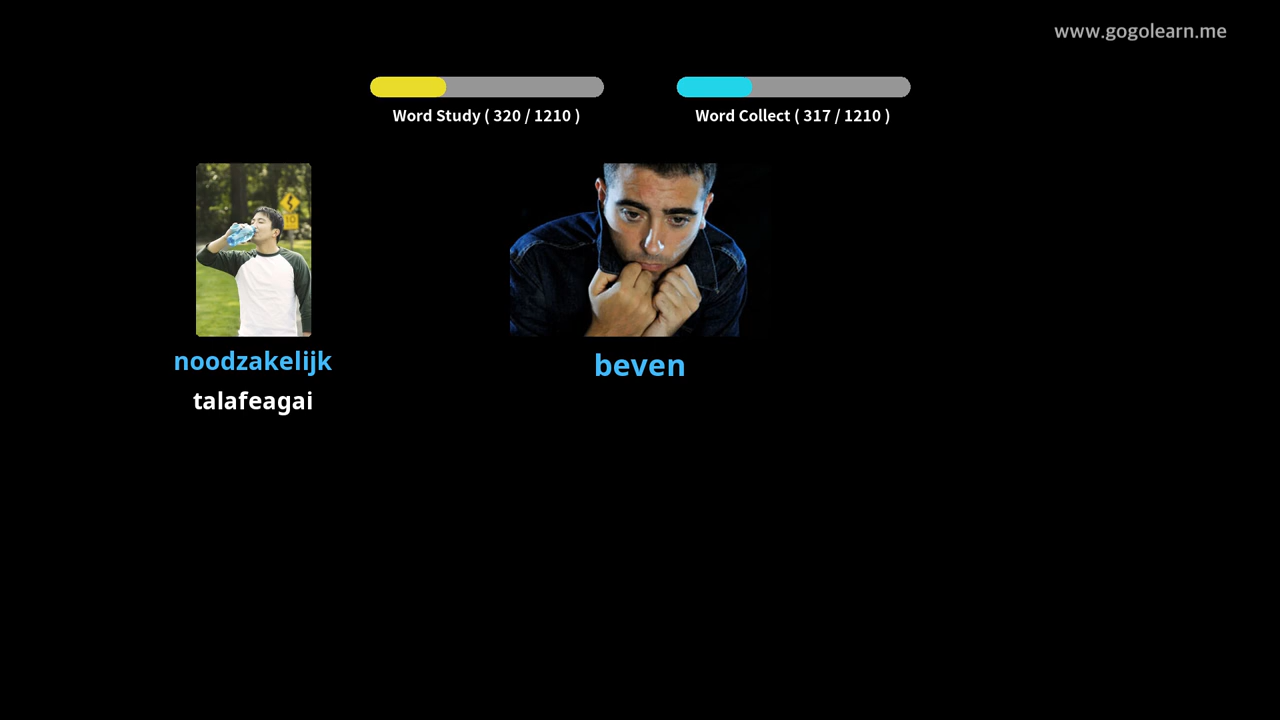 www.gogolearn.me
Word Study ( 320 / 1210 )
Word Collect ( 317 / 1210 )
noodzakelijk
talafeagai
beven